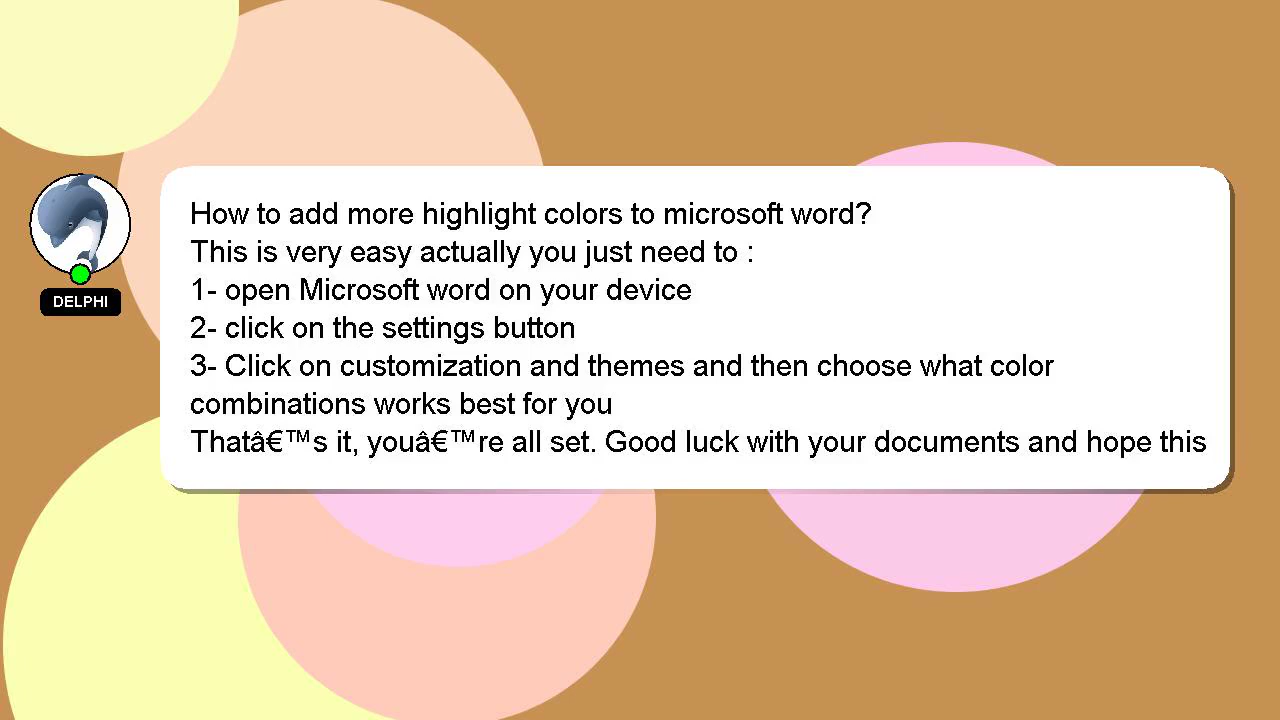 How to add more highlight colors to microsoft word?
This is very easy actually you just need to :
1- open Microsoft word on your device
2- click on the settings button
3- Click on customization and themes and then choose what color
combinations works best for you
Thatâ€™s it, youâ€™re all set. Good luck with your documents and hope this
DELPHI